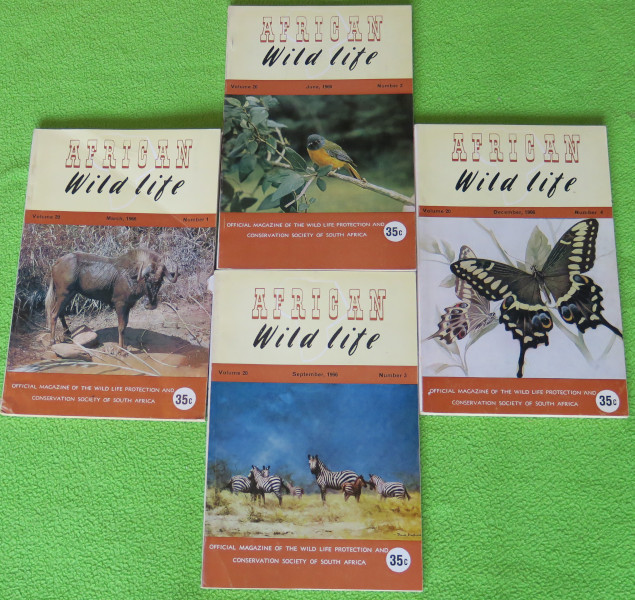 AFRICAN
Wild life
Volume 20 June, 1966 Number 2
OFFICIAL MAGAZINE OF THE WILD LIFE PROTECTION AND
CONSERVATION SOCIETY OF SOUTH AFRICA
35c
AFRICAN
Wild life
Volume 20 March, 1966 Number 1
OFFICIAL MAGAZINE OF THE WILD LIFE PROTECTION AND
CONSERVATION SOCIETY OF SOUTH AFRICA
35c
AFRICAN
Wild life
Volume 20 December, 1966 Number 4
OFFICIAL MAGAZINE OF THE WILD LIFE PROTECTION AND
CONSERVATION SOCIETY OF SOUTH AFRICA
35c
AFRICAN
Wild life
Volume 20 September, 1966 Number 3
OFFICIAL MAGAZINE OF THE WILD LIFE PROTECTION AND
CONSERVATION SOCIETY OF SOUTH AFRICA
35c